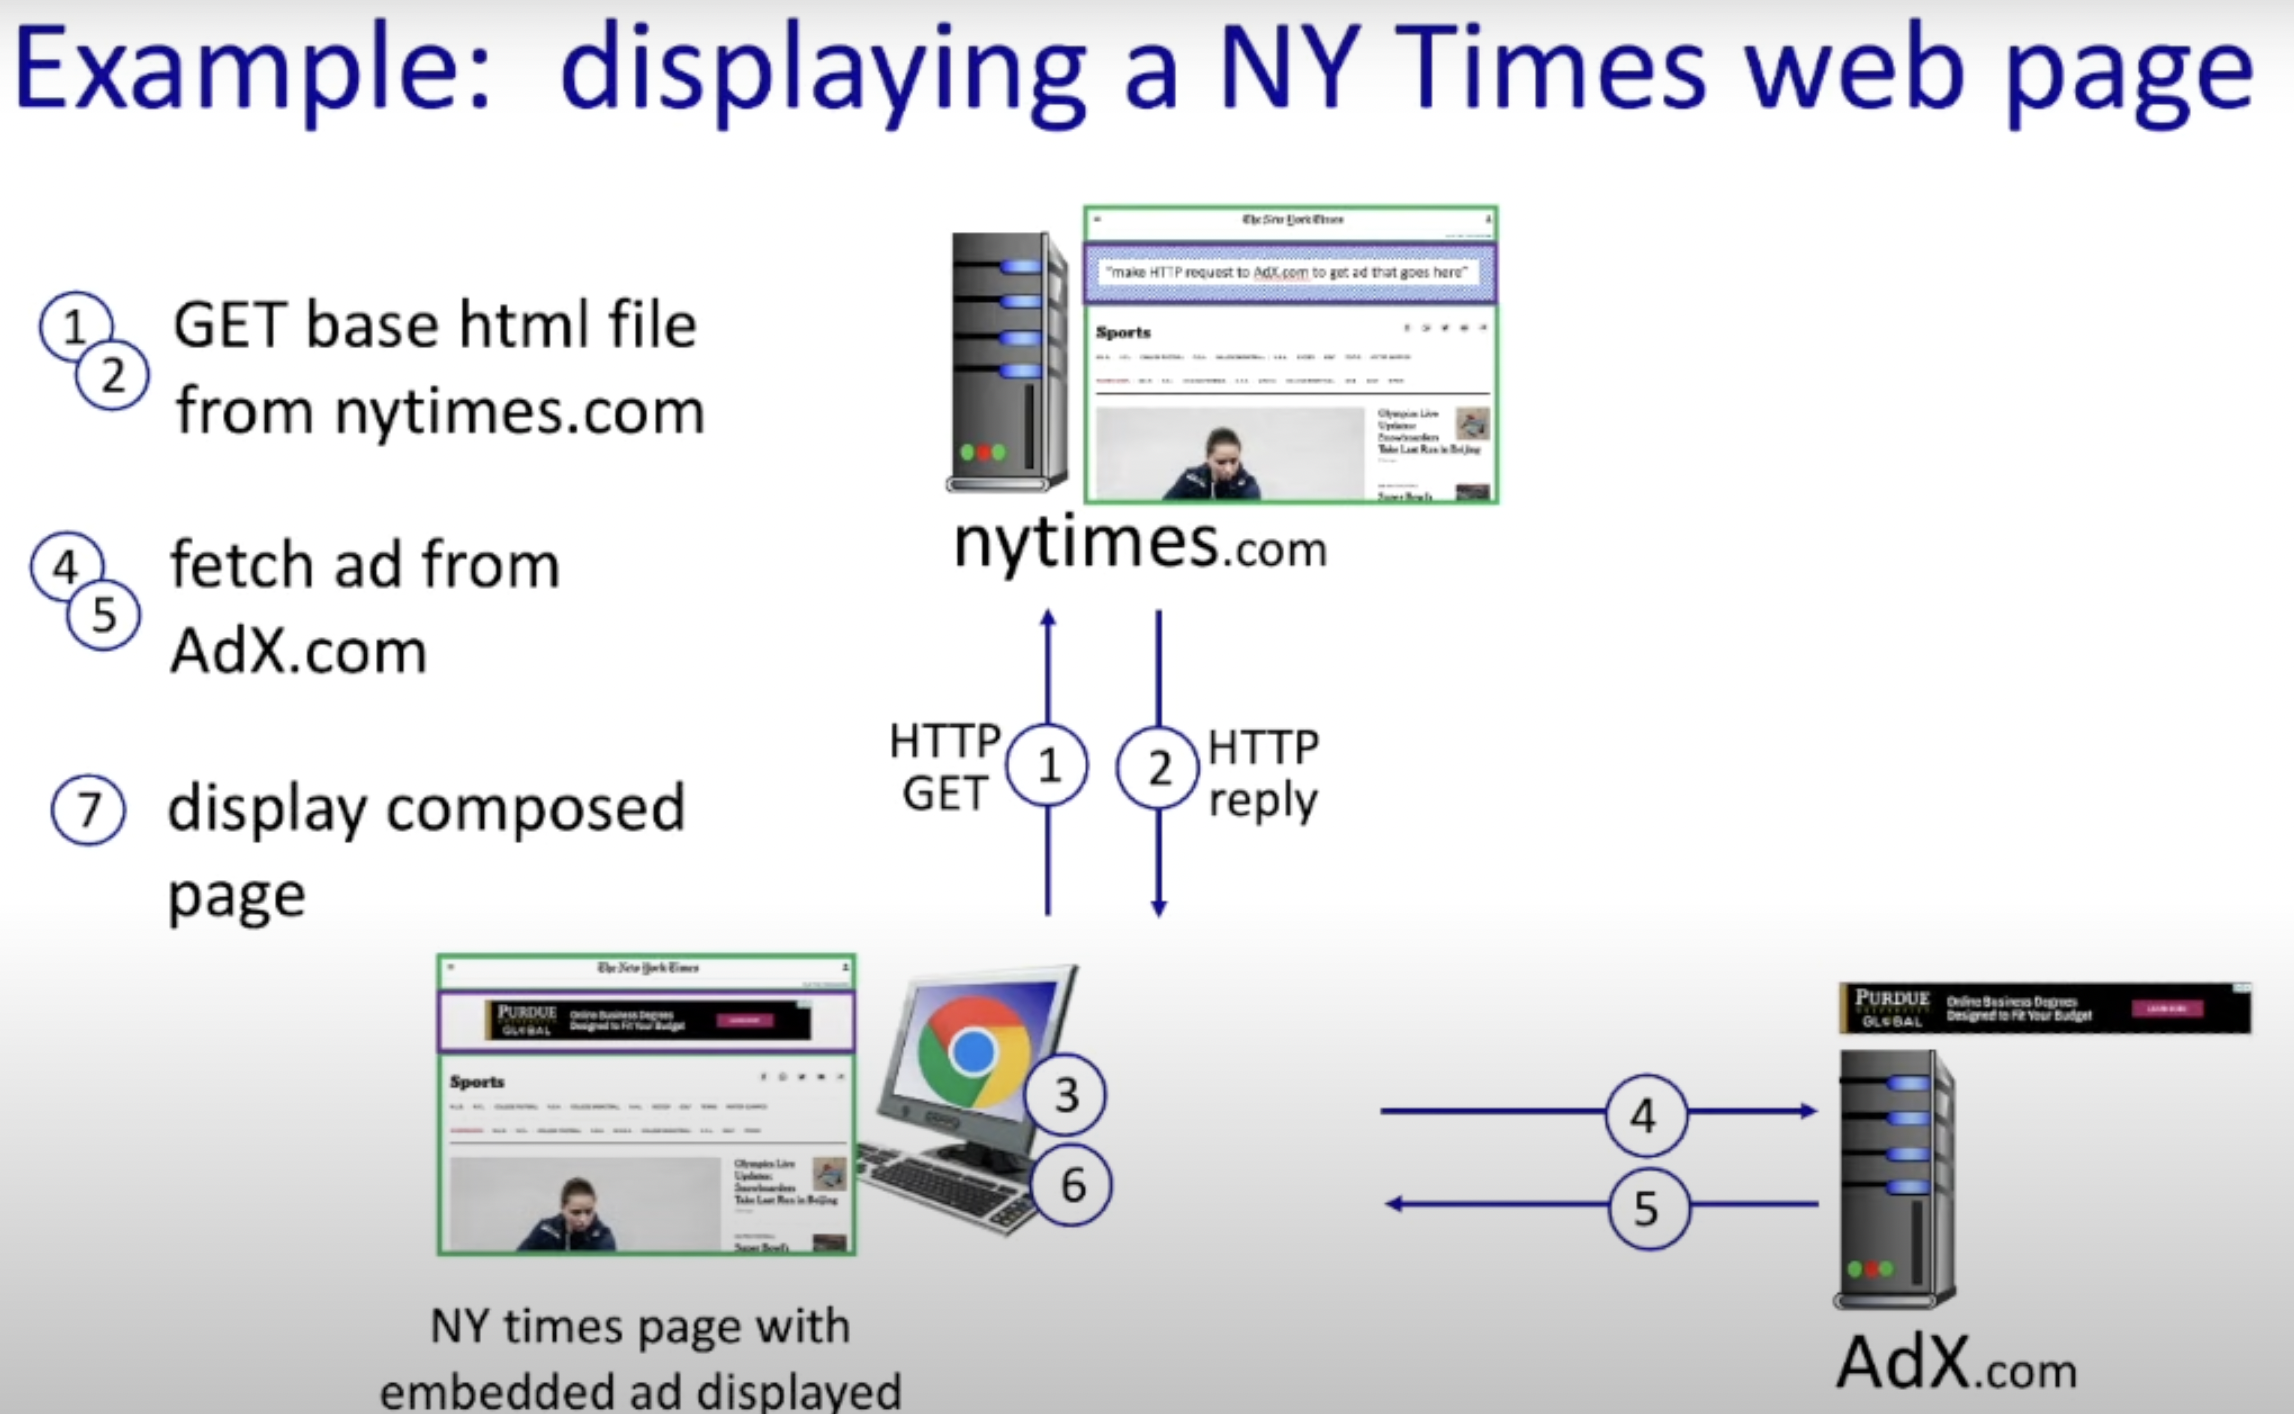 Example: displaying a NY Times web page
1
2
GET base html file
from nytimes.com
4
5
fetch ad from
AdX.com
7
display composed
page
The New York Times
"make HTTP request to AdX.com to get ad that goes here"
Sports
Olympics Live
Updates:
Snowboarders
Take Last Run in Beijing
nytimes.com
HTTP
GET
1
2
HTTP
reply
The New York Times
PURDUE
GLOBAL
Online Business Degrees
Designed to Fit Your Budget
Sports
Olympics Live
Updates:
Snowboarders
Take Last Run in Beijing
3
6
NY times page with
embedded ad displayed
4
5
PURDUE
UNIVERSITY
GLOBAL
Online Business Degrees
Designed to Fit Your Budget
AdX.com